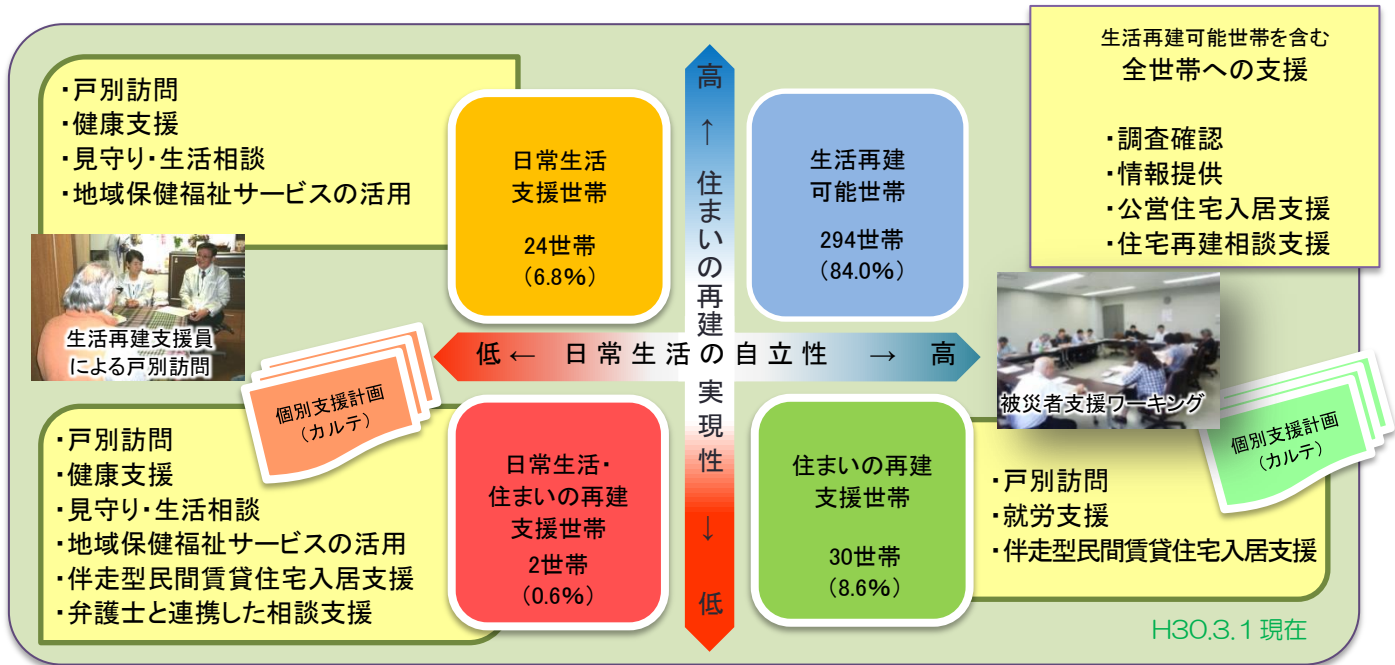 ・戸別訪問
・健康支援
・見守り・生活相談
・地域保健福祉サービスの活用
日常生活
支援世帯
24世帯
(6.8%)
高 ← 住まいの再建の実現性 → 低
生活再建
可能世帯
294世帯
(84.0%)
生活再建可能世帯を含む
全世帯への支援
・調査確認
・情報提供
・公営住宅入居支援
・住宅再建相談支援
生活再建支援員
による戸別訪問
低 ← 日常生活の自立性 → 高
被災者支援ワーキング
個別支援計画
(カルテ)
個別支援計画
(カルテ)
・戸別訪問
・健康支援
・見守り・生活相談
・地域保健福祉サービスの活用
・伴走型民間賃貸住宅入居支援
・弁護士と連携した相談支援
日常生活・
住まいの再建
支援世帯
2世帯
(0.6%)
住まいの再建
支援世帯
30世帯
(8.6%)
・戸別訪問
・就労支援
・伴走型民間賃貸住宅入居支援
H30.3.1現在